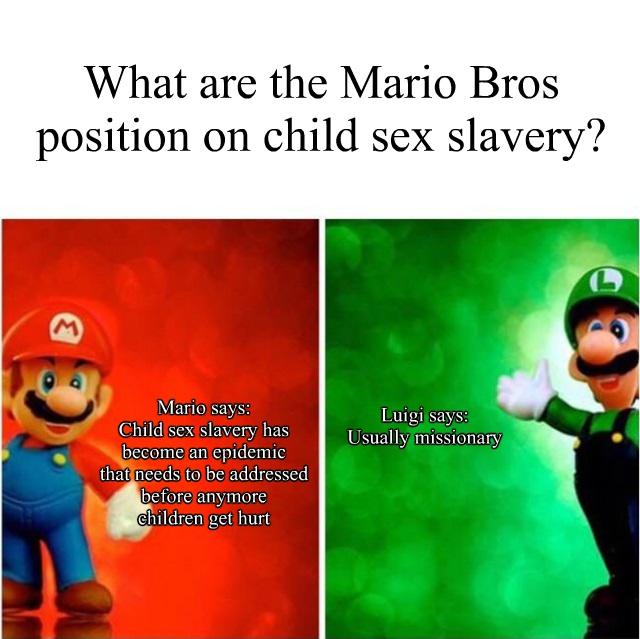 What are the Mario Bros
position on child sex slavery?
M
Mario says:
Child sex slavery has
become an epidemic
that needs to be addressed
before anymore
children get hurt
L
Luigi says:
Usually missionary